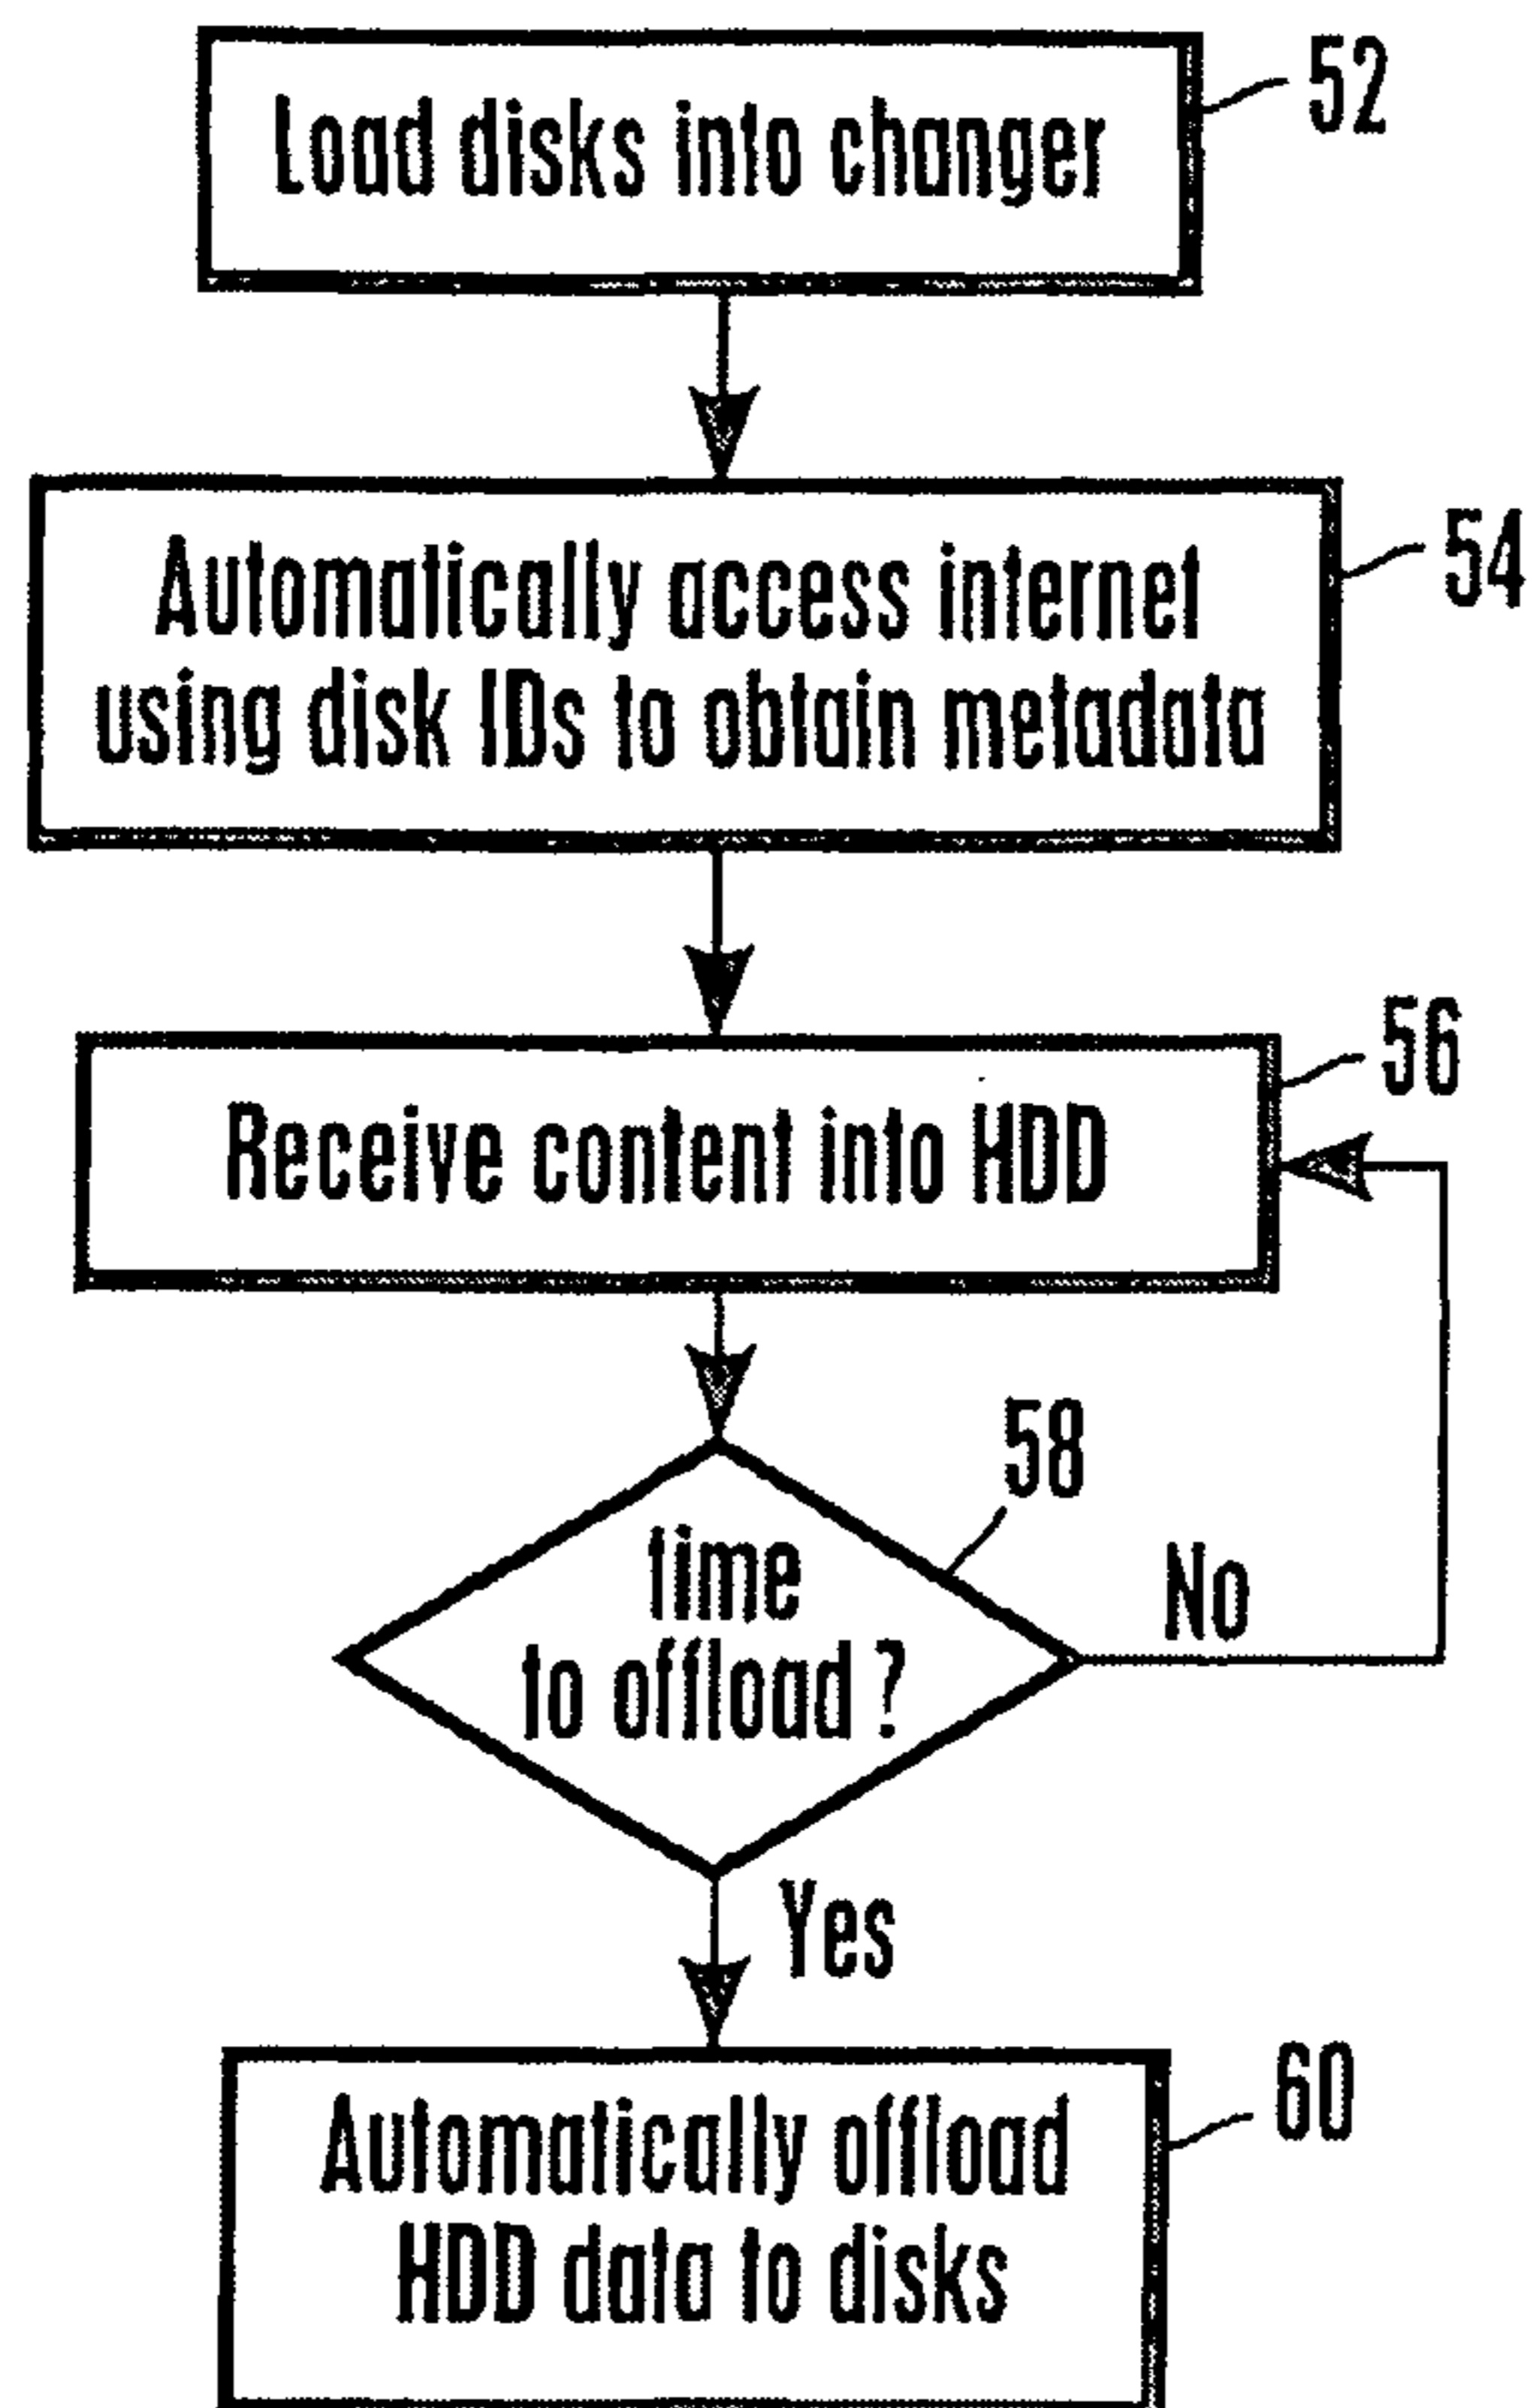 52
Load disks into changer
54
Automatically access internet
using disk IDs to obtain metadata
56
Receive content into HDD
58
time
to offload?
No
Yes
60
Automatically offload
HDD data to disks